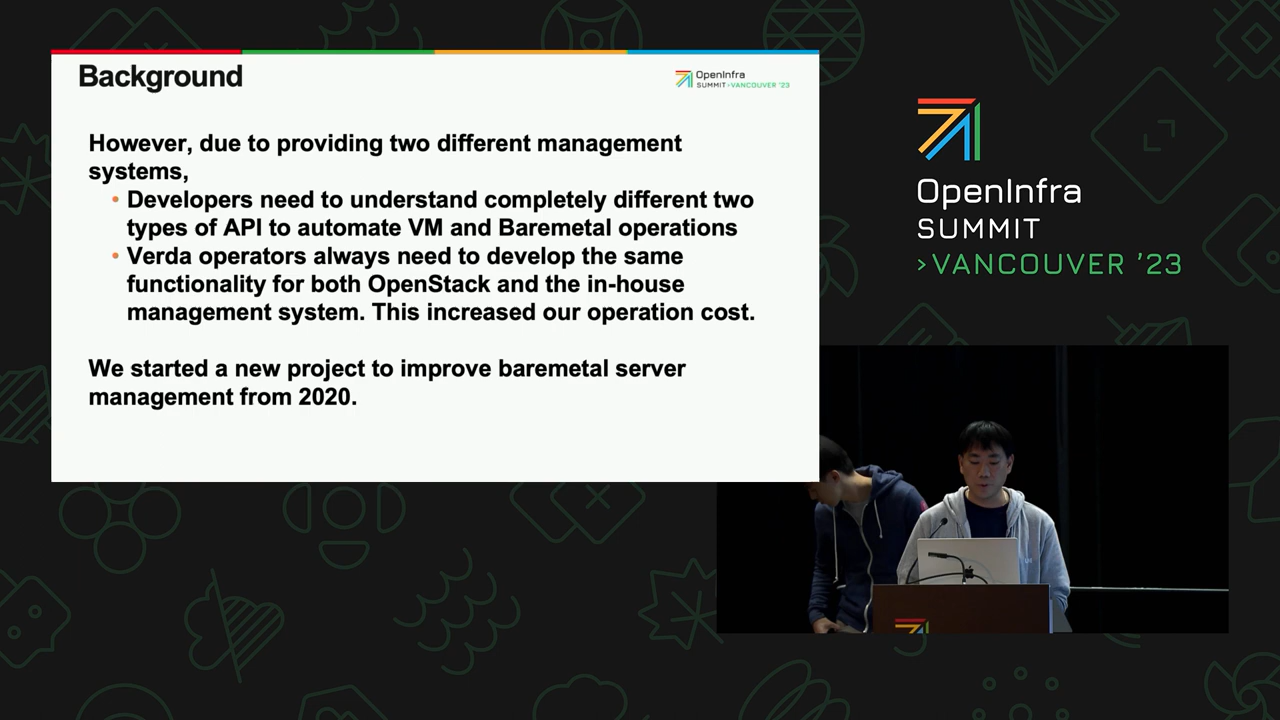 Background
OpenInfra
SUMMIT>VANCOUVER '23
However, due to providing two different management
systems,
• Developers need to understand completely different two
types of API to automate VM and Baremetal operations
• Verda operators always need to develop the same
functionality for both OpenStack and the in-house
management system. This increased our operation cost.
We started a new project to improve baremetal server
management from 2020.
OpenInfra
SUMMIT
>VANCOUVER '23